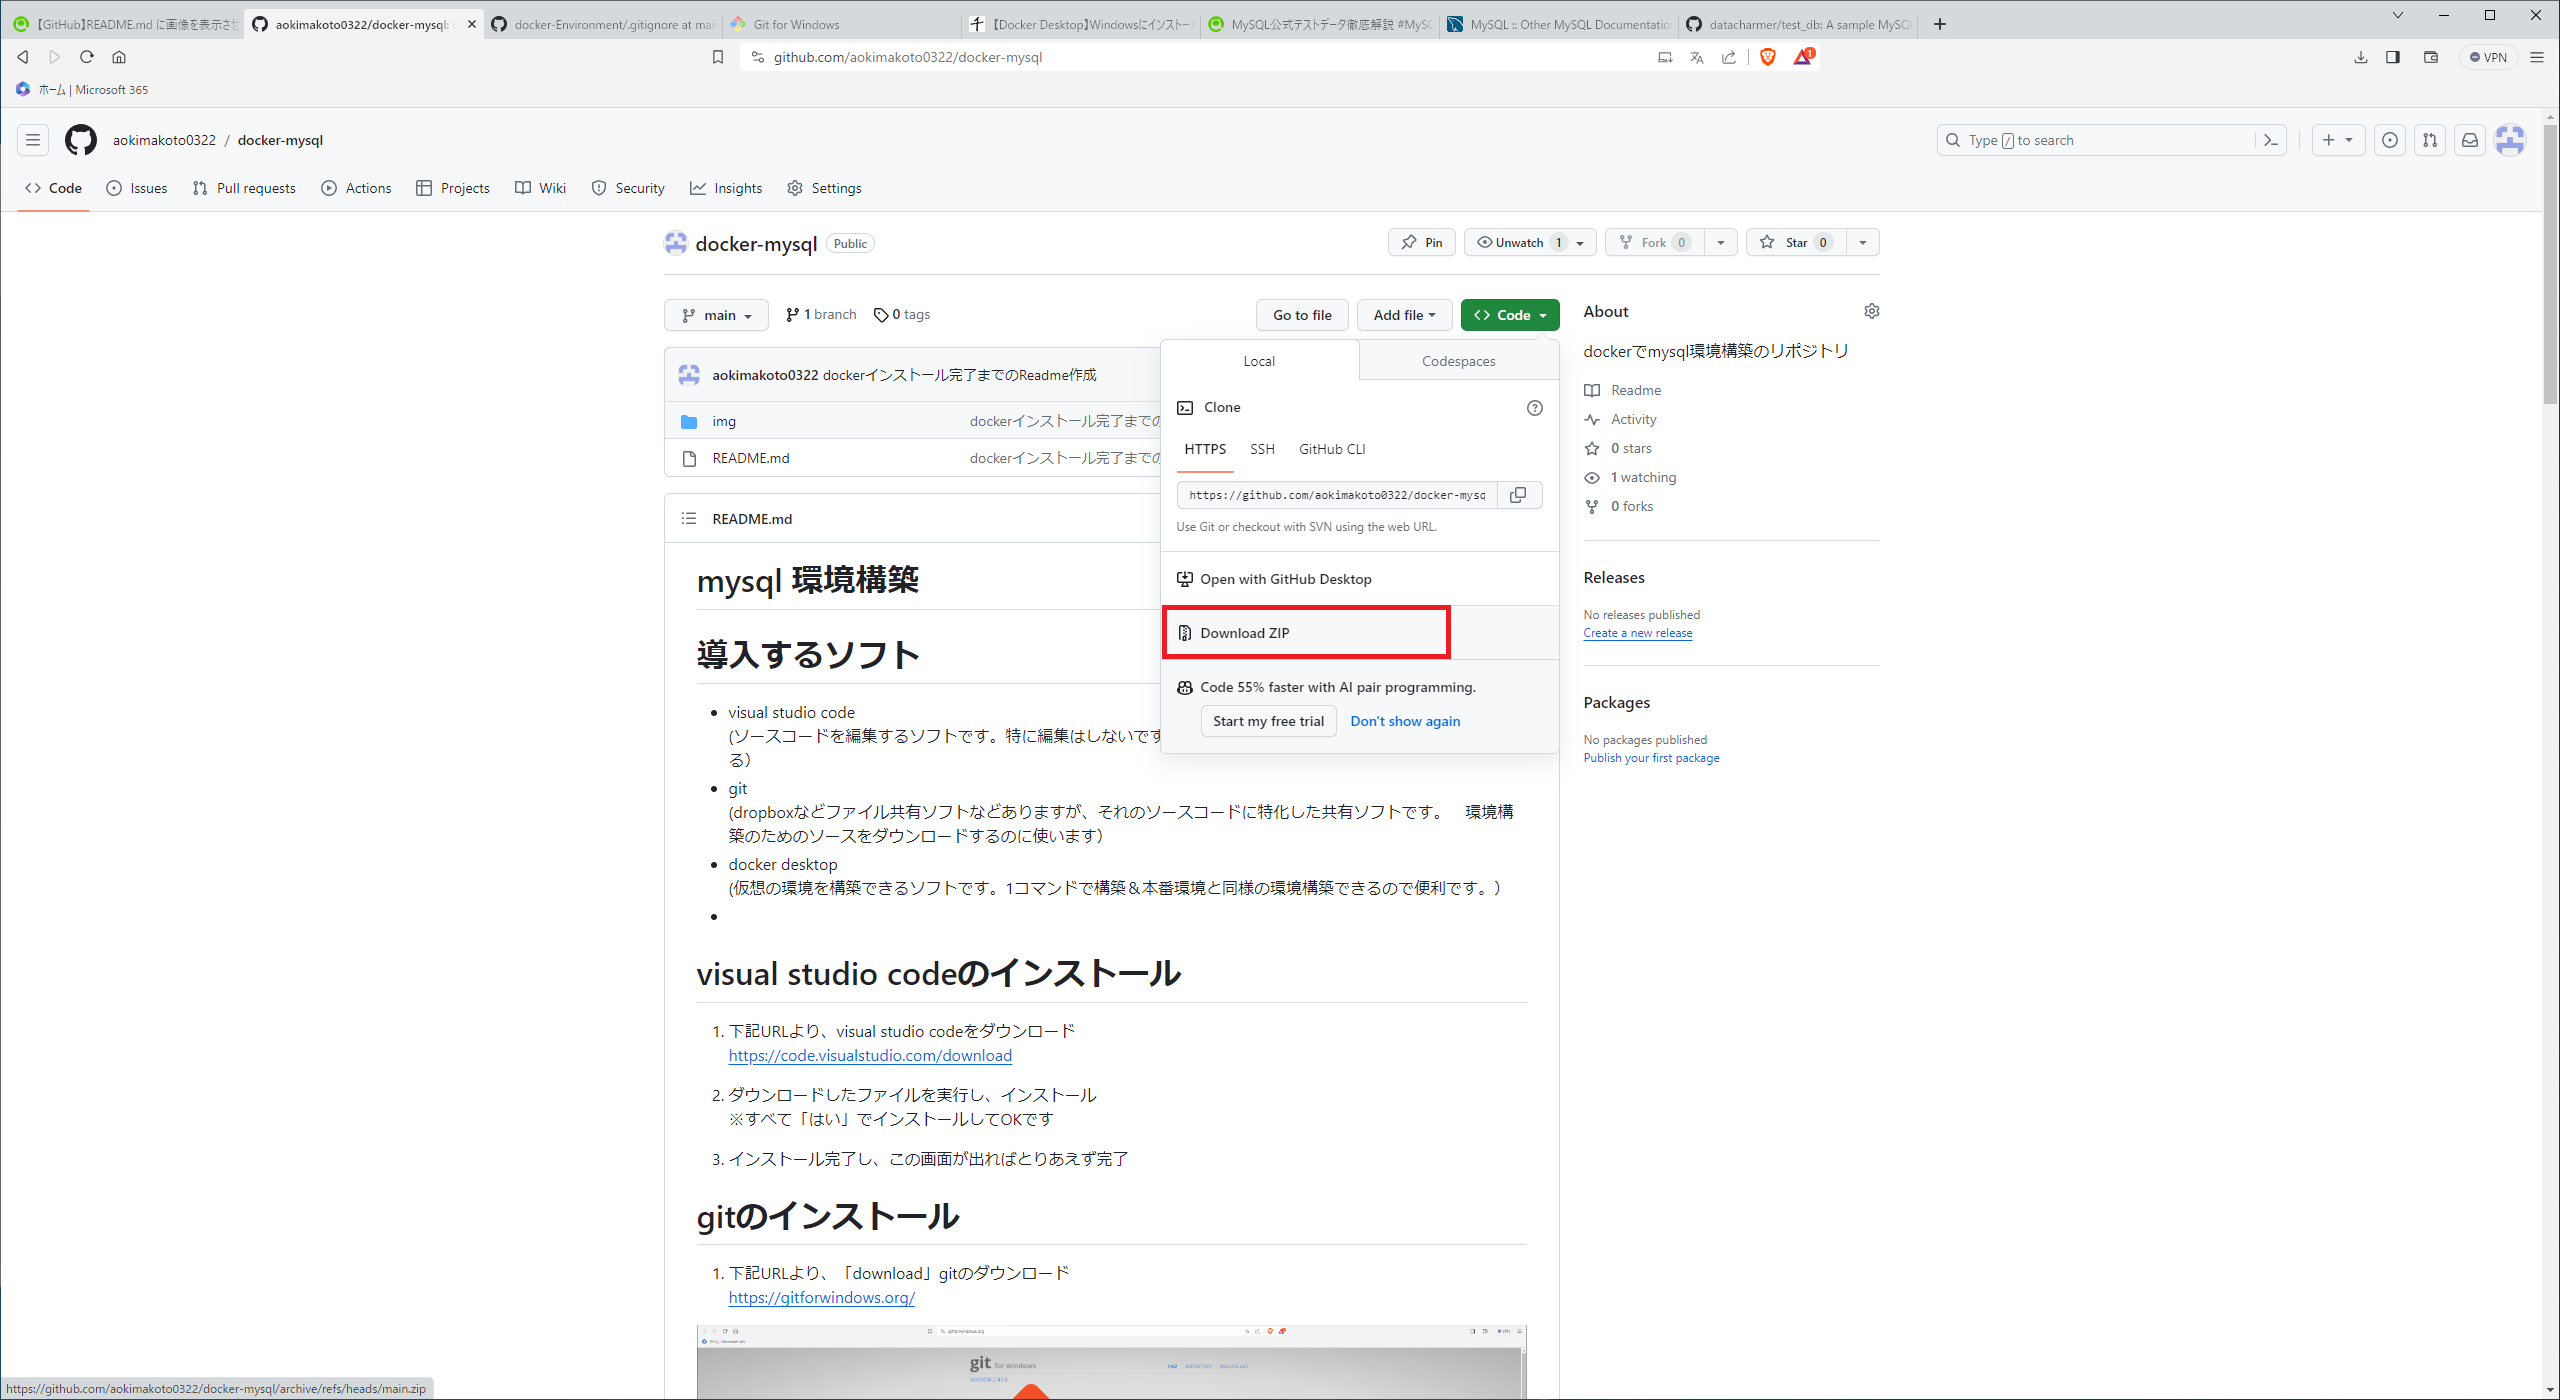 【GitHub】README.md に画像を表示させ
aokimakoto0322/docker-mysql:
docker-Environment/.gitignore at mai
Git for Windows
【Docker Desktop】Windowsにインストー
MySQL公式テストデータ徹底解説 #MySQ
MySQL :: Other MySQL Documentatio
datacharmer/test_db: A sample MySQL
github.com/aokimakoto0322/docker-mysql
1
VPN
ホーム | Microsoft 365
aokimakoto0322 / docker-mysql
Type / to search
Code
Issues
Pull requests
Actions
Projects
Wiki
Security
Insights
Settings
docker-mysql Public
Pin
Unwatch 1
Fork 0
Star 0
main
1 branch
0 tags
Go to file
Add file
Code
aokimakoto0322 dockerインストール完了までのReadme作成
img
dockerインストール完了までの
README.md
dockerインストール完了までの
Local
Codespaces
Clone
HTTPS
SSH
GitHub CLI
https://github.com/aokimakoto0322/docker-mysq
Use Git or checkout with SVN using the web URL.
Open with GitHub Desktop
Download ZIP
Code 55% faster with AI pair programming.
Start my free trial
Don't show again
About
dockerでmysql環境構築のリポジトリ
Readme
Activity
0 stars
1 watching
0 forks
Releases
No releases published
Create a new release
Packages
No packages published
Publish your first package
README.md
mysql 環境構築
導入するソフト
visual studio code
(ソースコードを編集するソフトです。特に編集はしないです
る)
git
(dropboxなどファイル共有ソフトなどありますが、それのソースコードに特化した共有ソフトです。　環境構
築のためのソースをダウンロードするのに使います)
docker desktop
(仮想の環境を構築できるソフトです。1コマンドで構築＆本番環境と同様の環境構築できるので便利です。)
visual studio codeのインストール
1. 下記URLより、visual studio codeをダウンロード
https://code.visualstudio.com/download
2. ダウンロードしたファイルを実行し、インストール
※すべて「はい」でインストールしてOKです
3. インストール完了し、この画面が出ればとりあえず完了
gitのインストール
1. 下記URLより、「download」gitのダウンロード
https://gitforwindows.org/
gitforwindows.org
ホーム | Microsoft 365
git for windows
FAQ
REPOSITORY
MAILING LIST
https://github.com/aokimakoto0322/docker-mysql/archive/refs/heads/main.zip